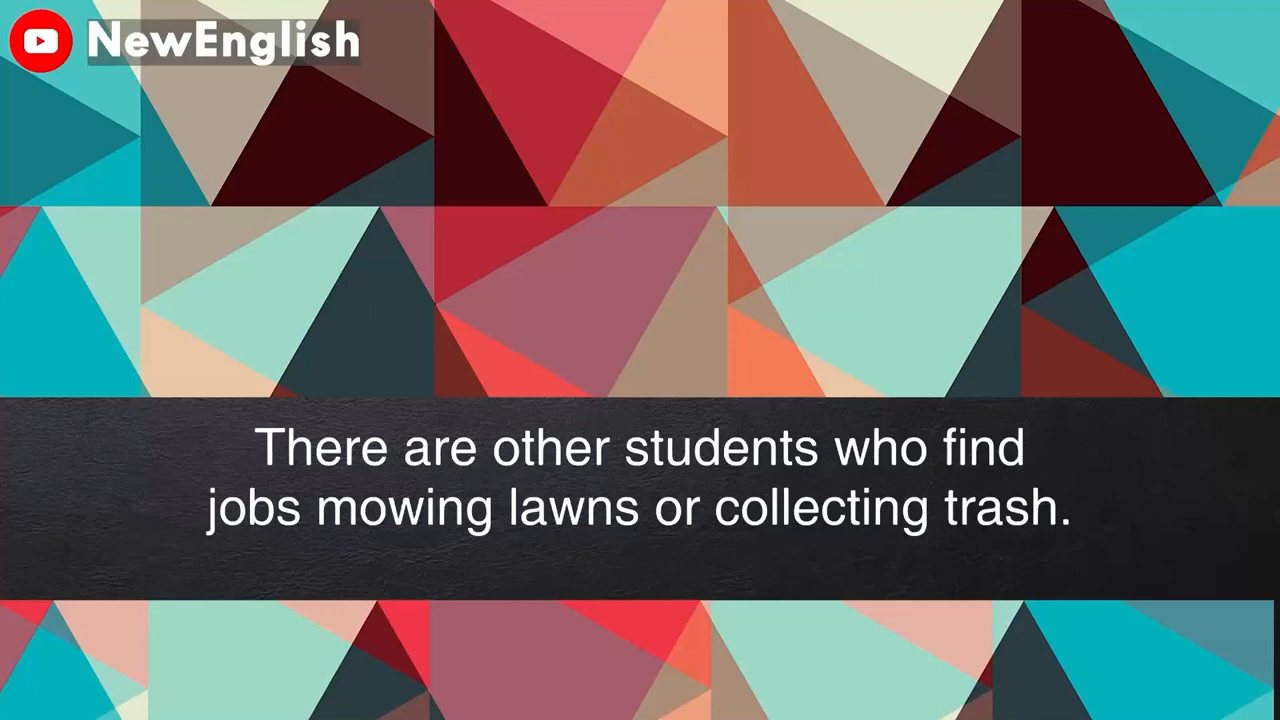 NewEnglish
There are other students who find
jobs mowing lawns or collecting trash.